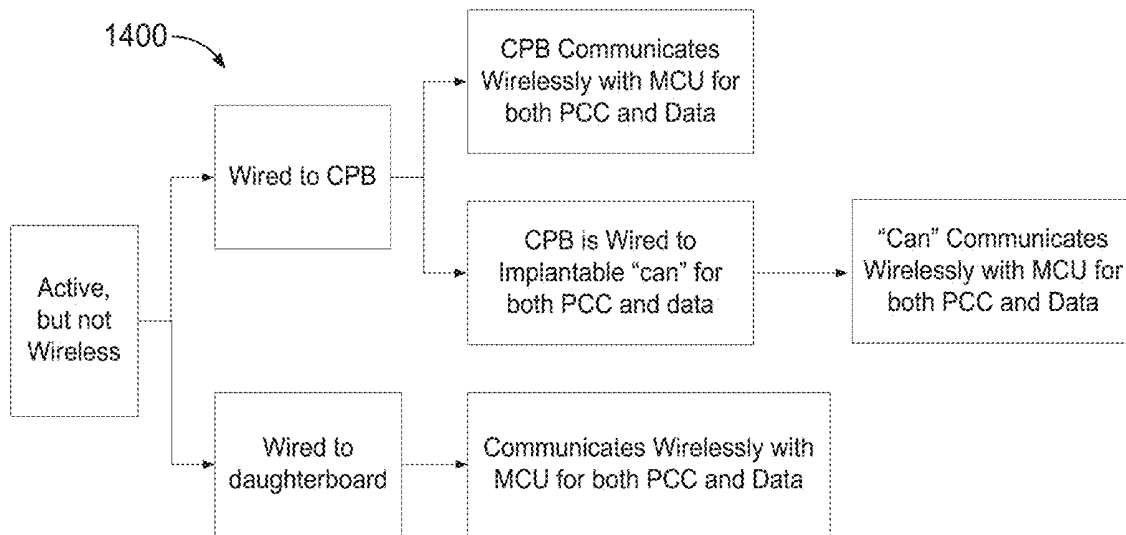 1400
CPB Communicates
Wirelessly with MCU for
both PCC and Data
Wired to CPB
CPB is Wired to
Implantable "can" for
both PCC and data
"Can" Communicates
Wirelessly with MCU for
both PCC and Data
Active,
but not
Wireless
Wired to
daughterboard
Communicates Wirelessly with
MCU for both PCC and Data